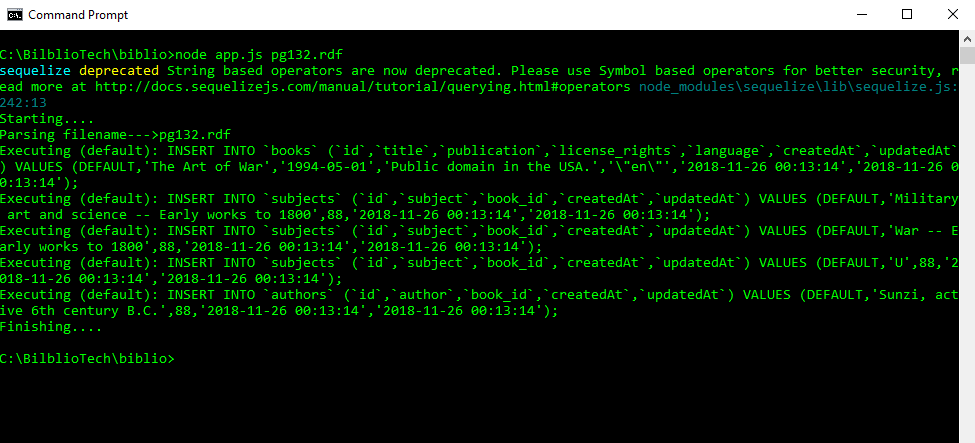 Command Prompt
C:\BilblioTech\biblio>node app.js pg132.rdf
sequelize deprecated String based operators are now deprecated. Please use Symbol based operators for better security, r
ead more at http://docs.sequelizejs.com/manual/tutorial/querying.html#operators node_modules\sequelize\lib\sequelize.js:
242:13
Starting....
Parsing filename--->pg132.rdf
Executing (default): INSERT INTO `books` (`id`,`title`,`publication`,`license_rights`,`language`,`createdAt`,`updatedAt`
) VALUES (DEFAULT,'The Art of War','1994-05-01','Public domain in the USA.','\"en\"','2018-11-26 00:13:14','2018-11-26 0
0:13:14');
Executing (default): INSERT INTO `subjects` (`id`,`subject`,`book_id`,`createdAt`,`updatedAt`) VALUES (DEFAULT,'Military
 art and science -- Early works to 1800',88,'2018-11-26 00:13:14','2018-11-26 00:13:14');
Executing (default): INSERT INTO `subjects` (`id`,`subject`,`book_id`,`createdAt`,`updatedAt`) VALUES (DEFAULT,'War -- E
arly works to 1800',88,'2018-11-26 00:13:14','2018-11-26 00:13:14');
Executing (default): INSERT INTO `subjects` (`id`,`subject`,`book_id`,`createdAt`,`updatedAt`) VALUES (DEFAULT,'U',88,'2
018-11-26 00:13:14','2018-11-26 00:13:14');
Executing (default): INSERT INTO `authors` (`id`,`author`,`book_id`,`createdAt`,`updatedAt`) VALUES (DEFAULT,'Sunzi, act
ive 6th century B.C.',88,'2018-11-26 00:13:14','2018-11-26 00:13:14');
Finishing....
C:\BilblioTech\biblio>